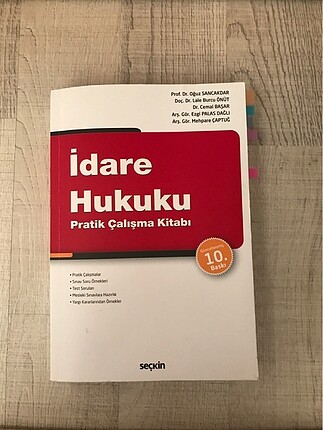 Prof. Dr. Oğuz SANCAKDAR
Doç. Dr. Lale Burcu ÖNÜT
Dr. Cemal BAŞAR
Arş. Gör. Ezgi PALAS DAĞLI
Arş. Gör. Mehpare ÇAPTUĞ
İdare
Hukuku
Pratik Çalışma Kitabı
10.
Baskı
• Pratik Çalışmalar
• Sınav Soru Örnekleri
• Test Soruları
• Mesleki Sınavlara Hazırlık
• Yargı Kararlarından Örnekler
seçkin